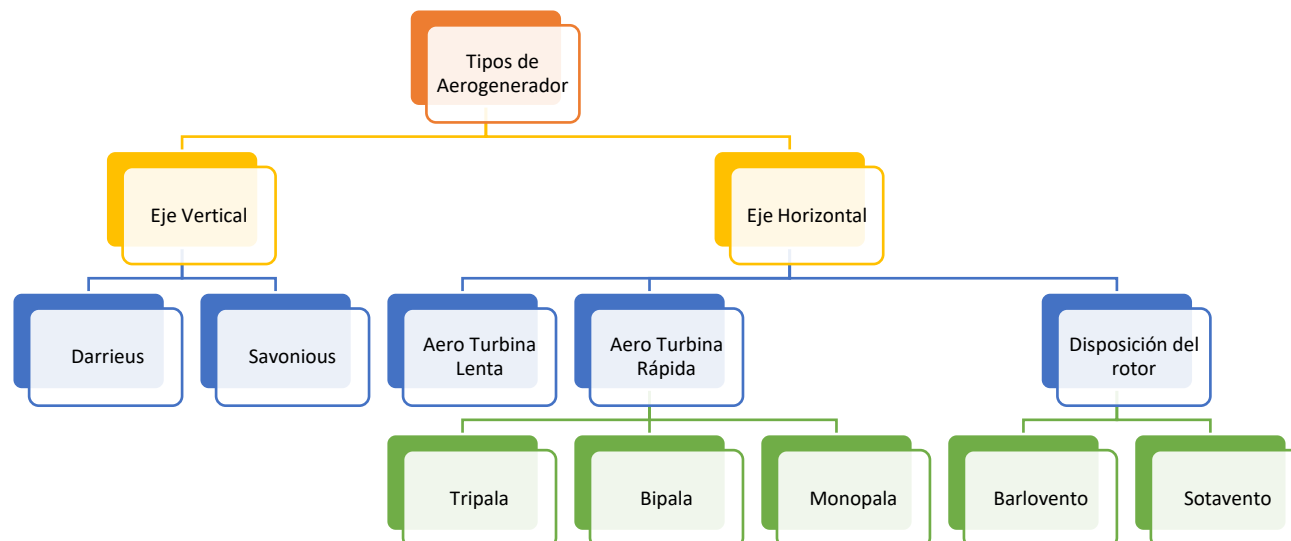 Tipos de
Aerogenerador
Eje Vertical
Eje Horizontal
Darrieus
Savonious
Aero Turbina
Lenta
Aero Turbina
Rápida
Disposición del
rotor
Tripala
Bipala
Monopala
Barlovento
Sotavento